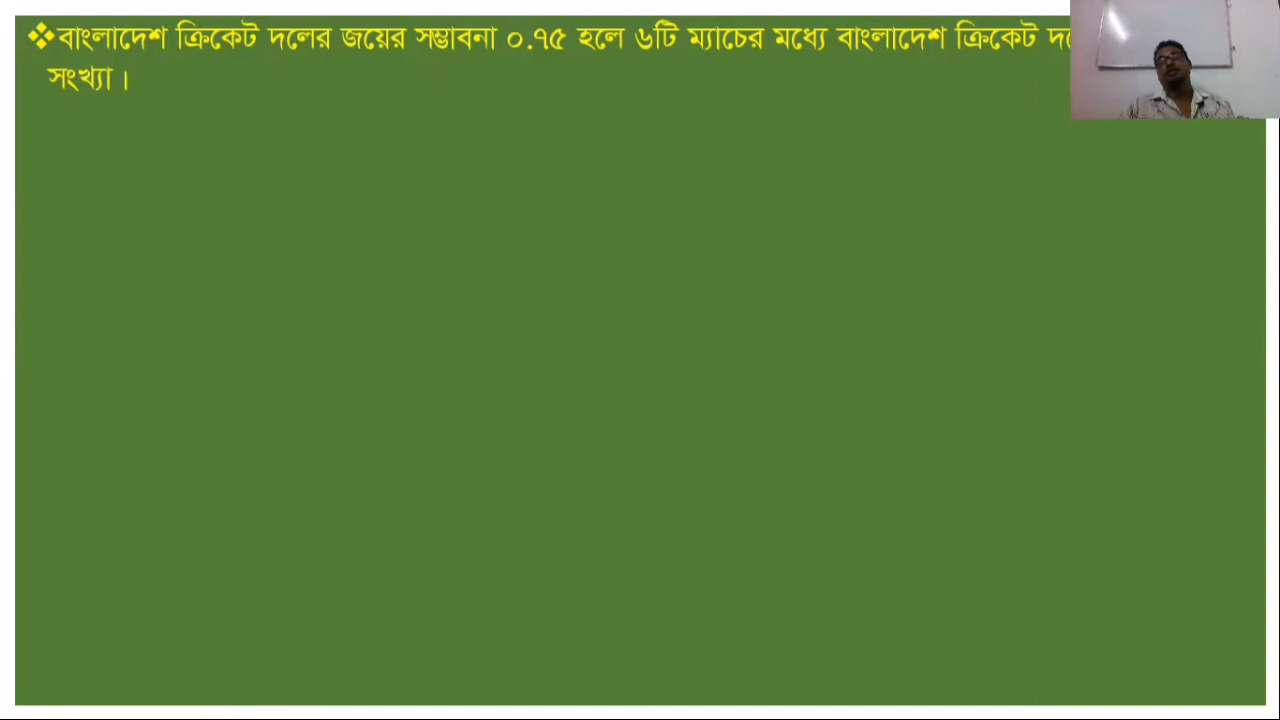 ❖বাংলাদেশ ক্রিকেট দলের জয়ের সম্ভাবনা ০.৭৫ হলে ৬টি ম্যাচের মধ্যে বাংলাদেশ ক্রিকেট
সংখ্যা।